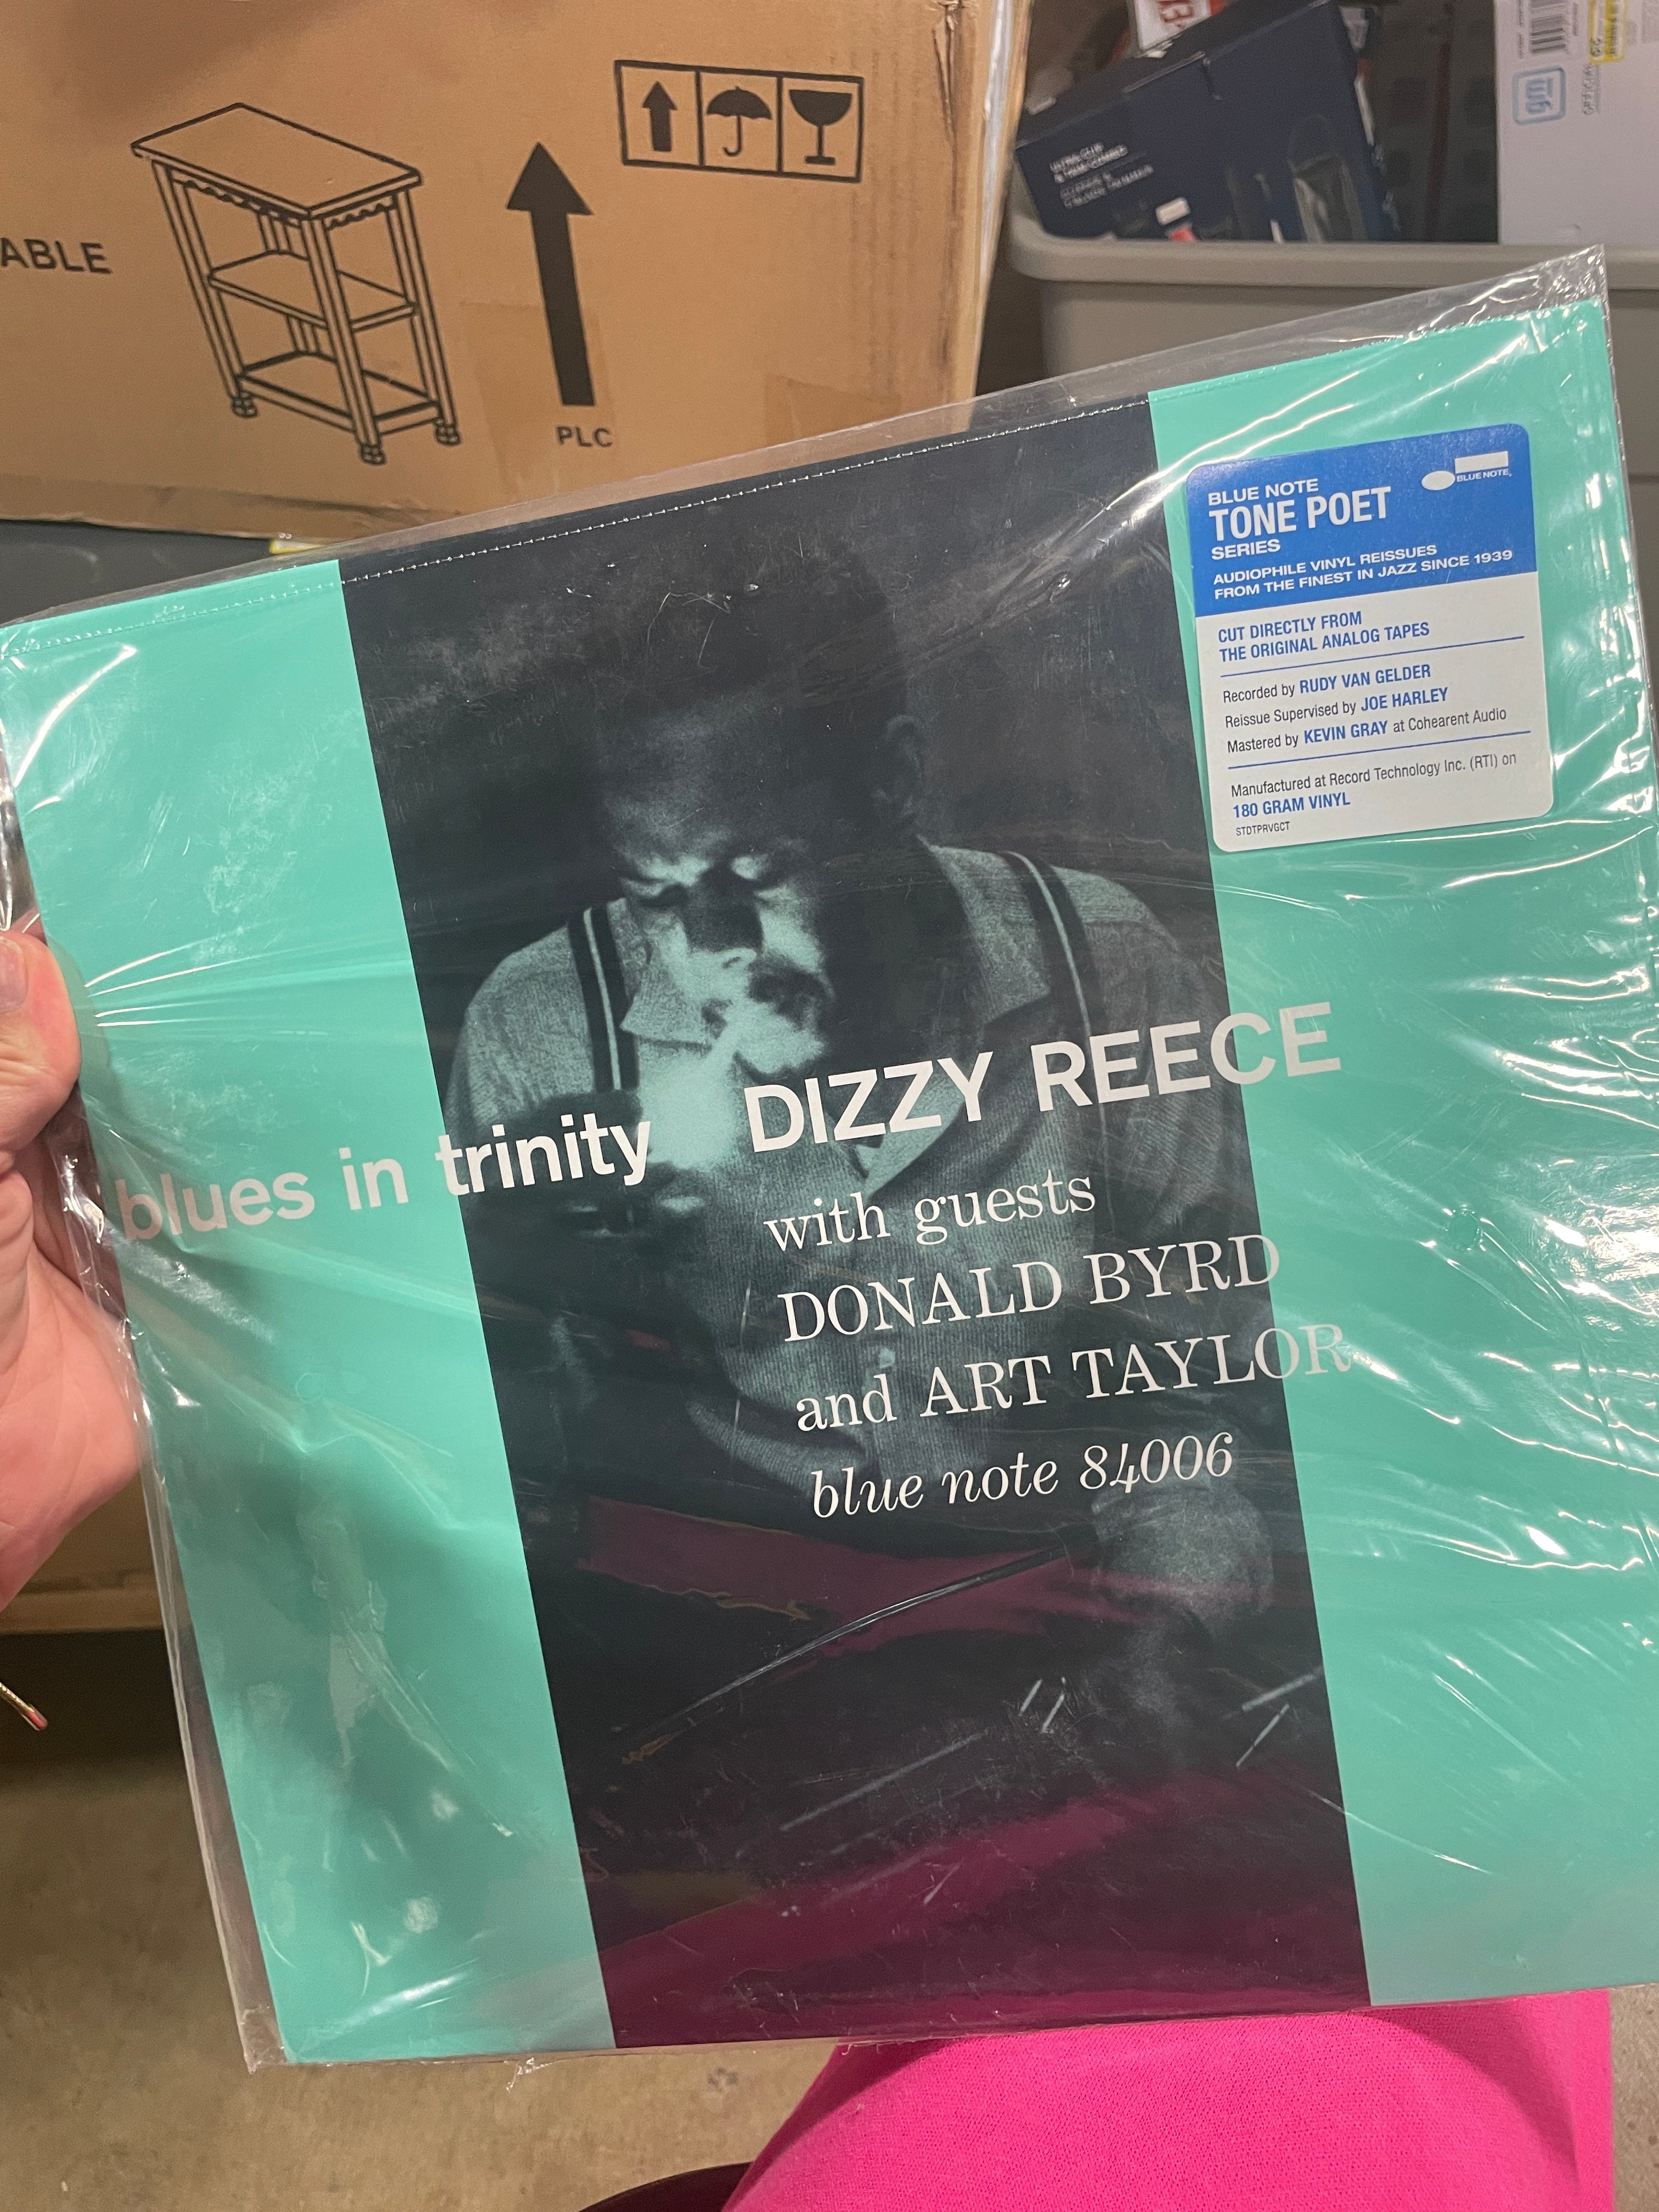 ABLE
PLC
BLUE NOTE
TONE POET
SERIES
BLUE NOTE
AUDIOPHILE VINYL REISSUES
FROM THE FINEST IN JAZZ SINCE 1939
CUT DIRECTLY FROM
THE ORIGINAL ANALOG TAPES
Recorded by RUDY VAN GELDER
Reissue Supervised by JOE HARLEY
Mastered by KEVIN GRAY at Cohearent Audio
Manufactured at Record Technology Inc. (RTI) on
180 GRAM VINYL
STDTPRVGCT
blues in trinity DIZZY REECE
with guests
DONALD BYRD
and ART TAYLOR
blue note 84006